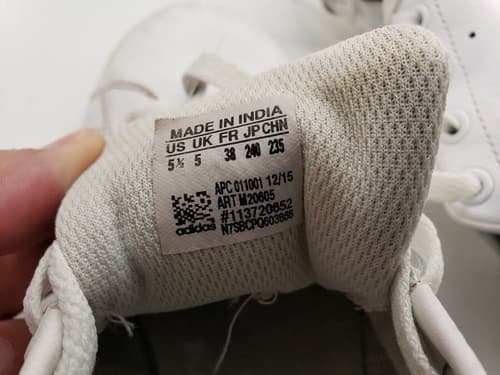 MADE IN INDIA
US UK FR JP CHN
5½ 5 38 240 235
APC 011001 12/15
ART M20605
#113720652
adidas N7SBCPQ603868